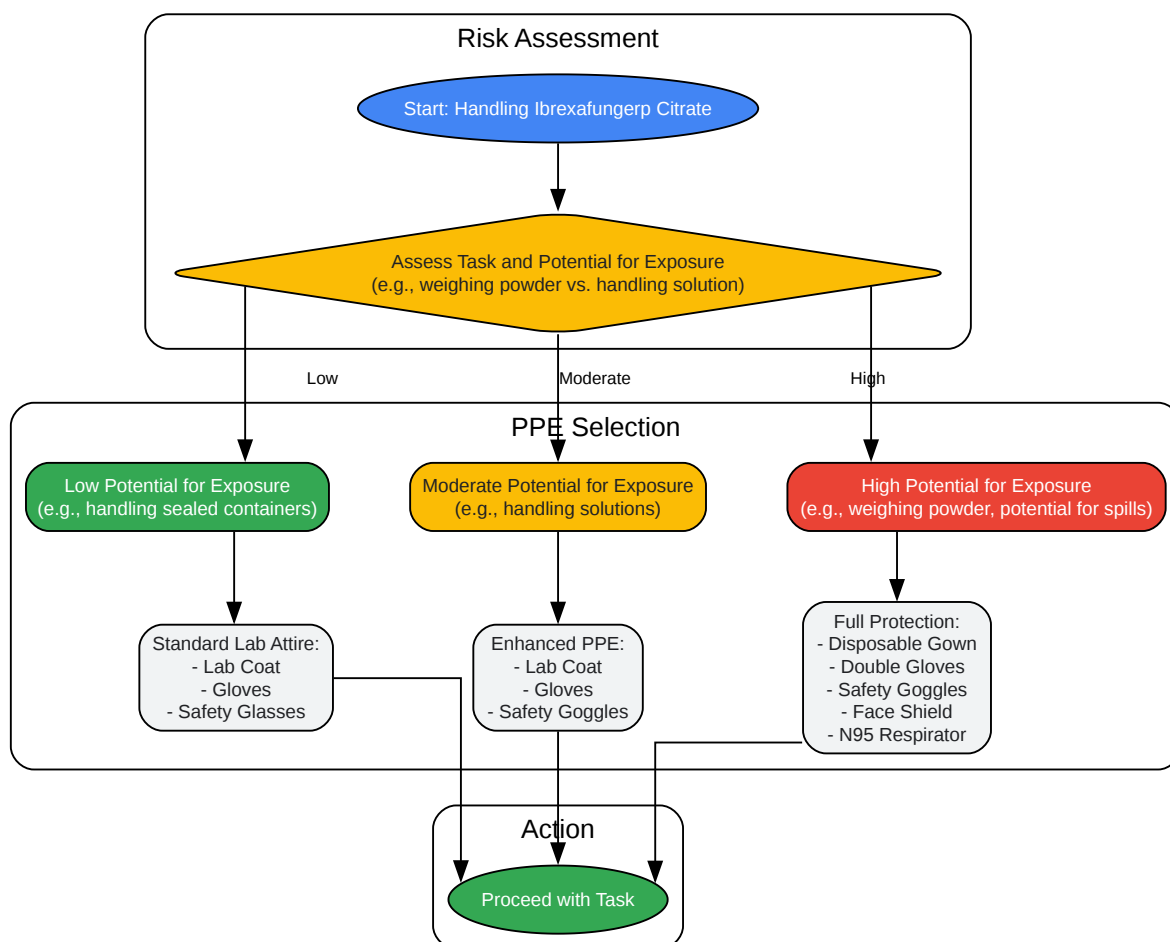 Risk Assessment
Start: Handling Ibrexafungerp Citrate
Assess Task and Potential for Exposure
(e.g., weighing powder vs. handling solution)
Low
Moderate
High
PPE Selection
Low Potential for Exposure
(e.g., handling sealed containers)
Moderate Potential for Exposure
(e.g., handling solutions)
High Potential for Exposure
(e.g., weighing powder, potential for spills)
Standard Lab Attire:
- Lab Coat
- Gloves
- Safety Glasses
Enhanced PPE:
- Lab Coat
- Gloves
- Safety Goggles
Full Protection:
- Disposable Gown
- Double Gloves
- Safety Goggles
- Face Shield
- N95 Respirator
Action
Proceed with Task